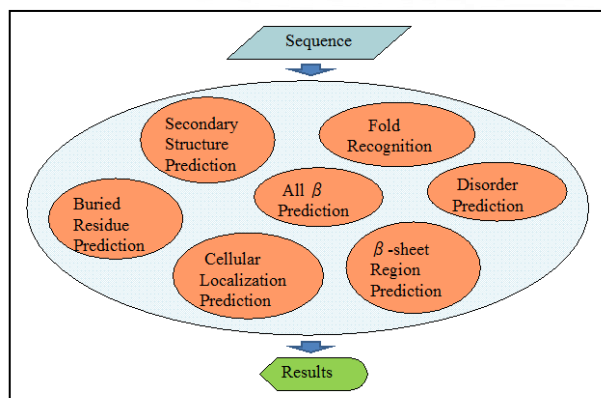 Sequence
Secondary
Structure
Prediction
Fold
Recognition
All β
Prediction
Disorder
Prediction
Buried
Residue
Prediction
Cellular
Localization
Prediction
β-sheet
Region
Prediction
Results